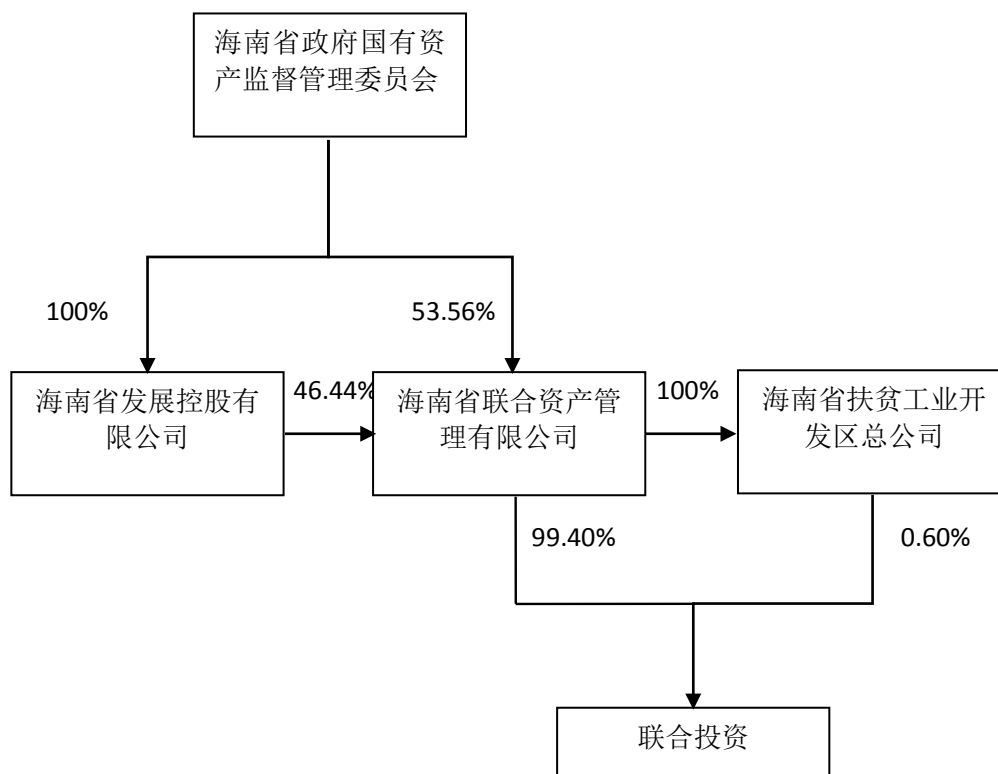 海南省政府国有资
产监督管理委员会
100%
53.56%
海南省发展控股有
限公司
46.44%
海南省联合资产管
理有限公司
100%
海南省扶贫工业开
发区总公司
99.40%
0.60%
联合投资